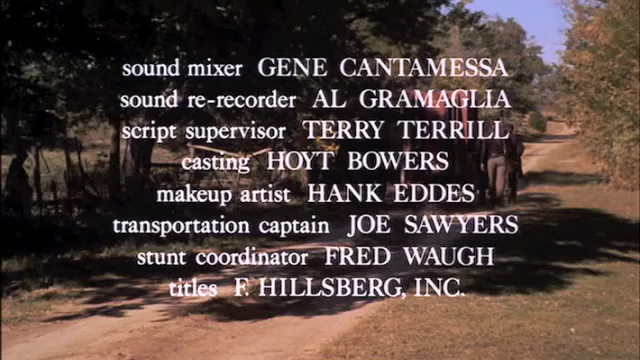 sound mixer GENE CANTAMESSA
sound re-recorder AL GRAMAGLIA
script supervisor TERRY TERRILL
casting HOYT BOWERS
makeup artist HANK EDDES
transportation captain JOE SAWYERS
stunt coordinator FRED WAUGH
titles F. HILLSBERG, INC.